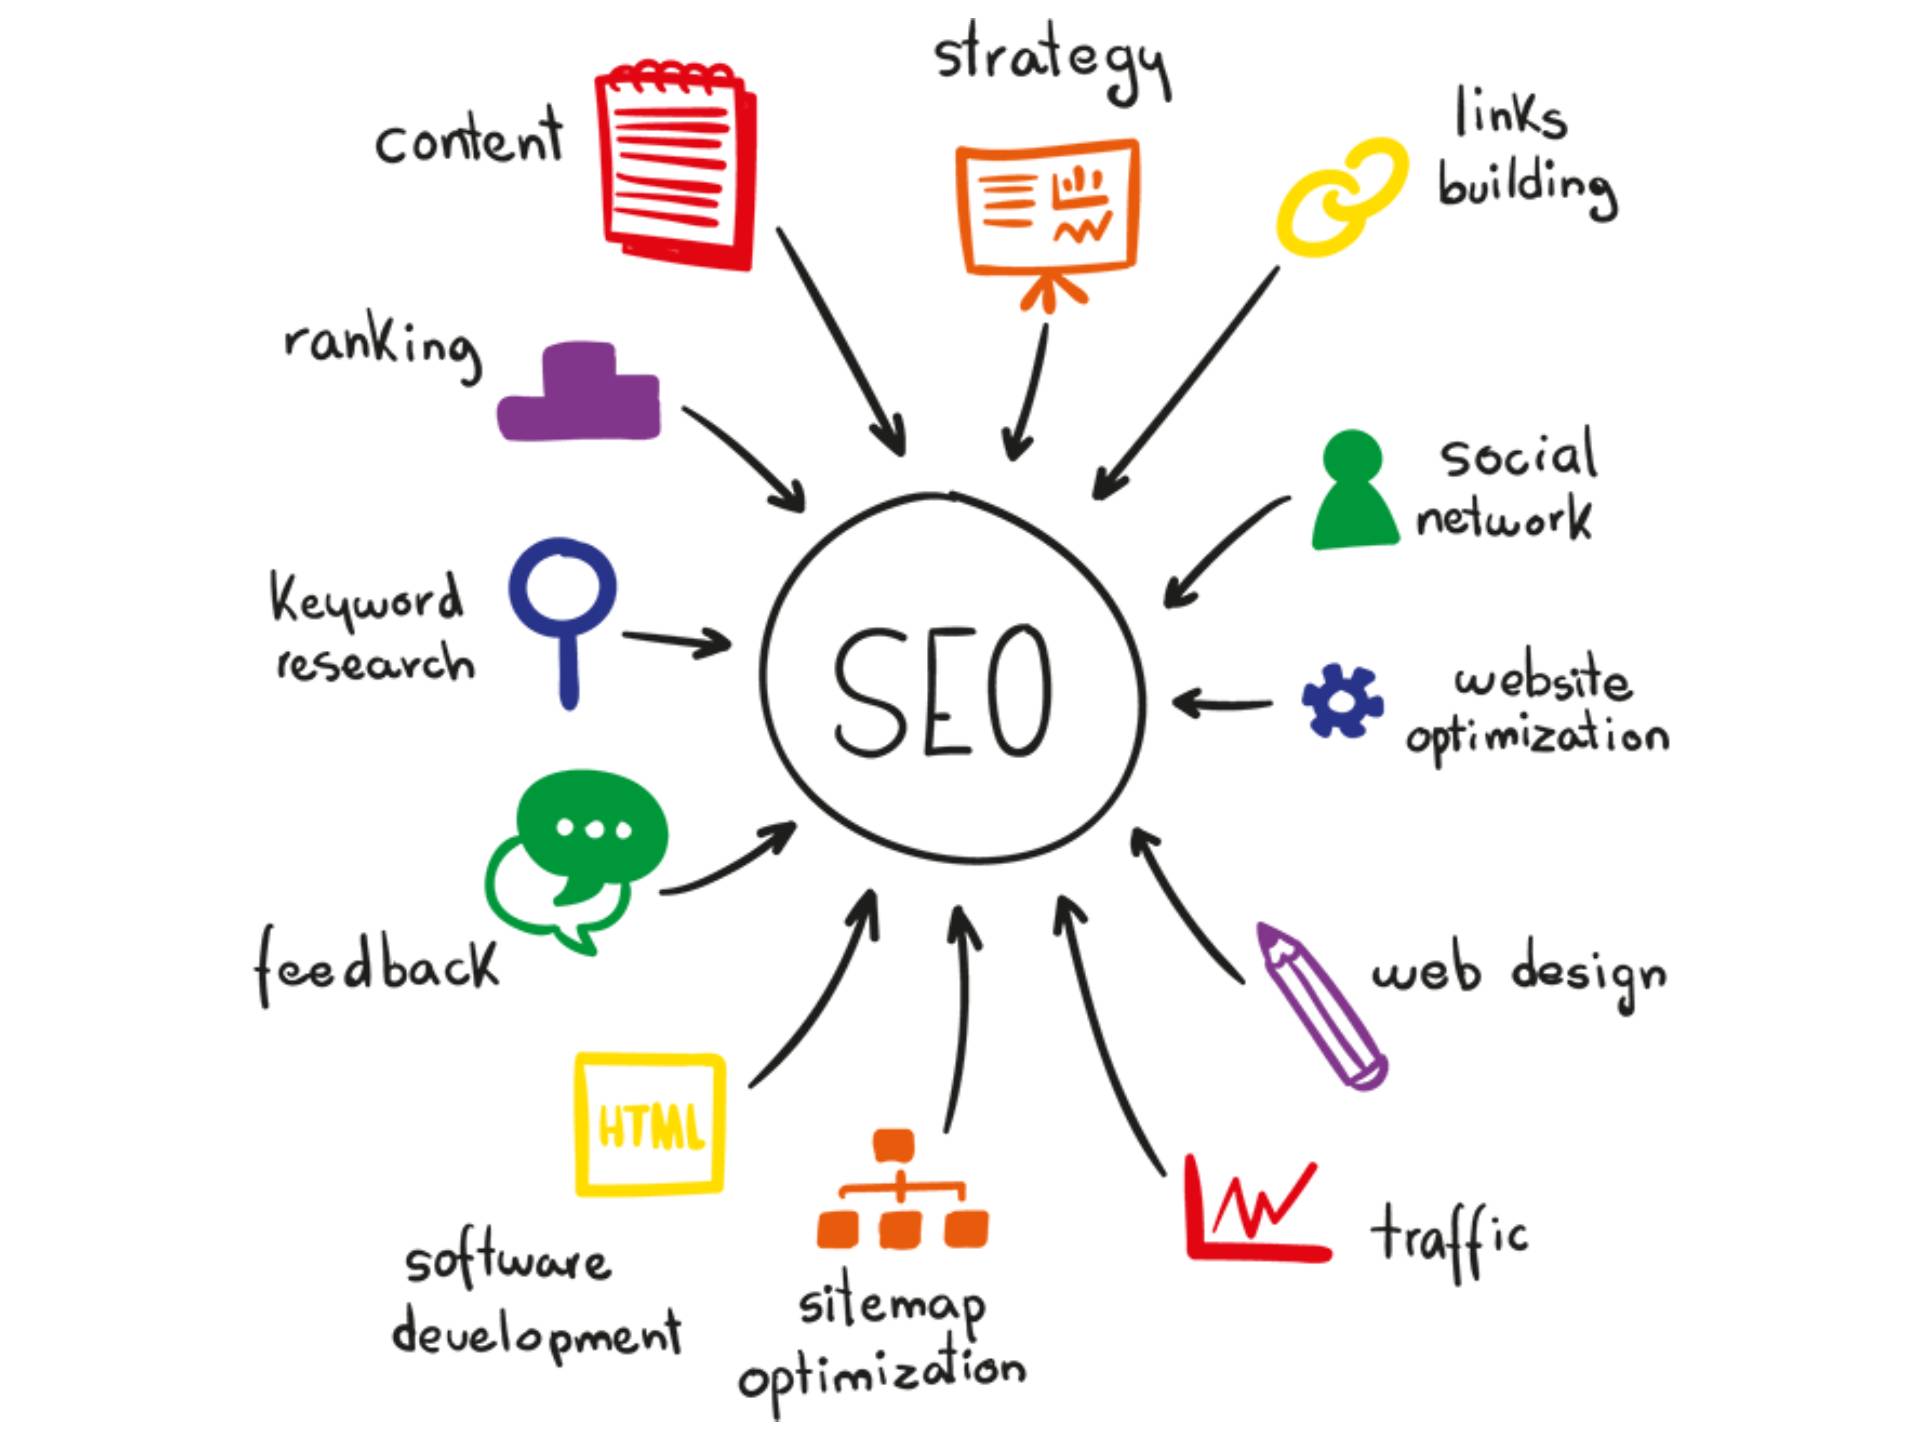 strategy
content
links
building
ranking
social
network
Keyword
research
SEO
website
optimization
feedback
web design
HTML
software
development
sitemap
optimization
traffic